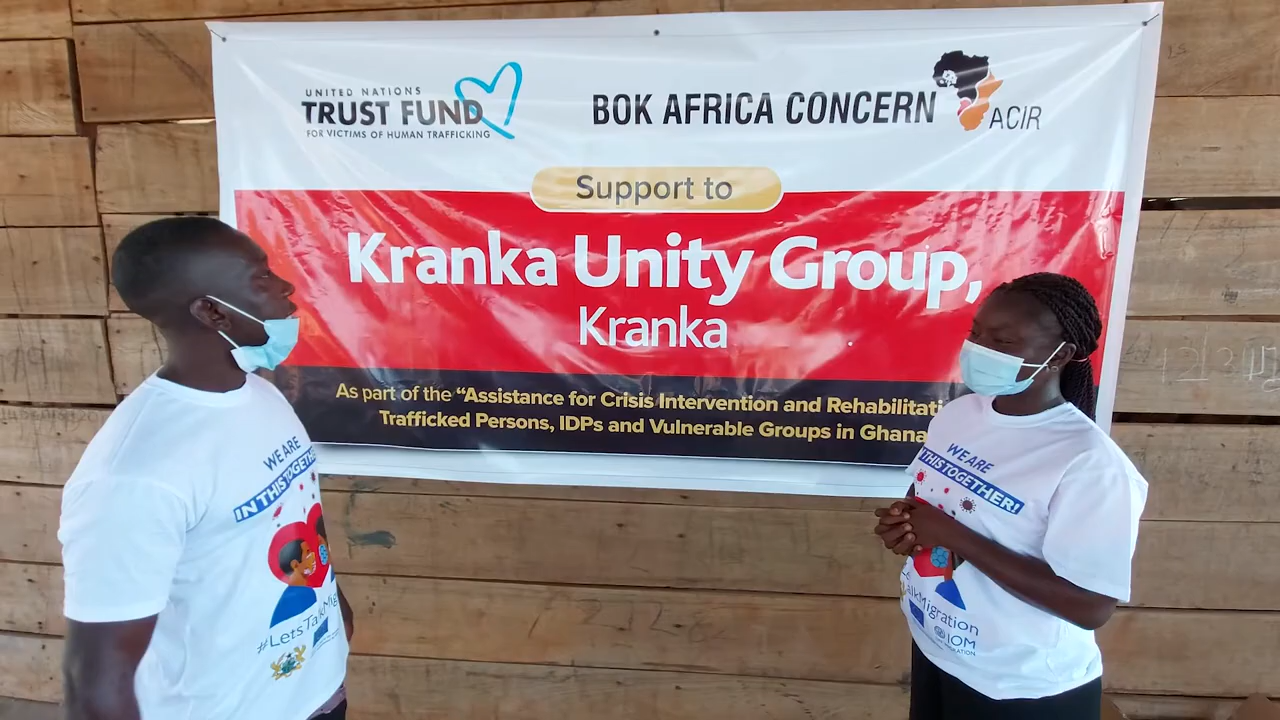 UNITED NATIONS
TRUST FUND
FOR VICTIMS OF HUMAN TRAFFICKING
BOK AFRICA CONCERN
ACIR
Support to
Kranka Unity Group,
Kranka
As part of the “Assistance for Crisis Intervention and Rehabilitati
Trafficked Persons, IDPs and Vulnerable Groups in Ghana
WE ARE
IN THIS TOGETHER
#LetsTalkMig
WE ARE
N THIS TOGETHER!
alkMigration
IOM